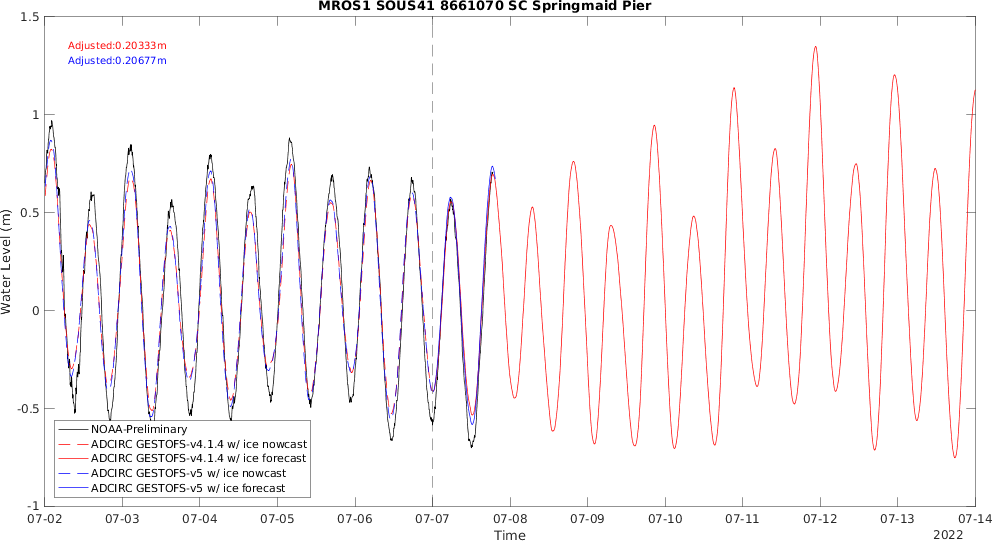 MROS1 SOUS41 8661070 SC Springmaid Pier
1.5
Adjusted:0.20333m
Adjusted:0.20677m
1
0.5
Water Level (m)
0
-0.5
NOAA-Preliminary
ADCIRC GESTOFS-v4.1.4 w/ ice nowcast
ADCIRC GESTOFS-v4.1.4 w/ ice forecast
ADCIRC GESTOFS-v5 w/ ice nowcast
ADCIRC GESTOFS-v5 w/ ice forecast
-1
07-02 07-03 07-04 07-05 07-06 07-07 07-08 07-09 07-10 07-11 07-12 07-13 07-14
Time
2022